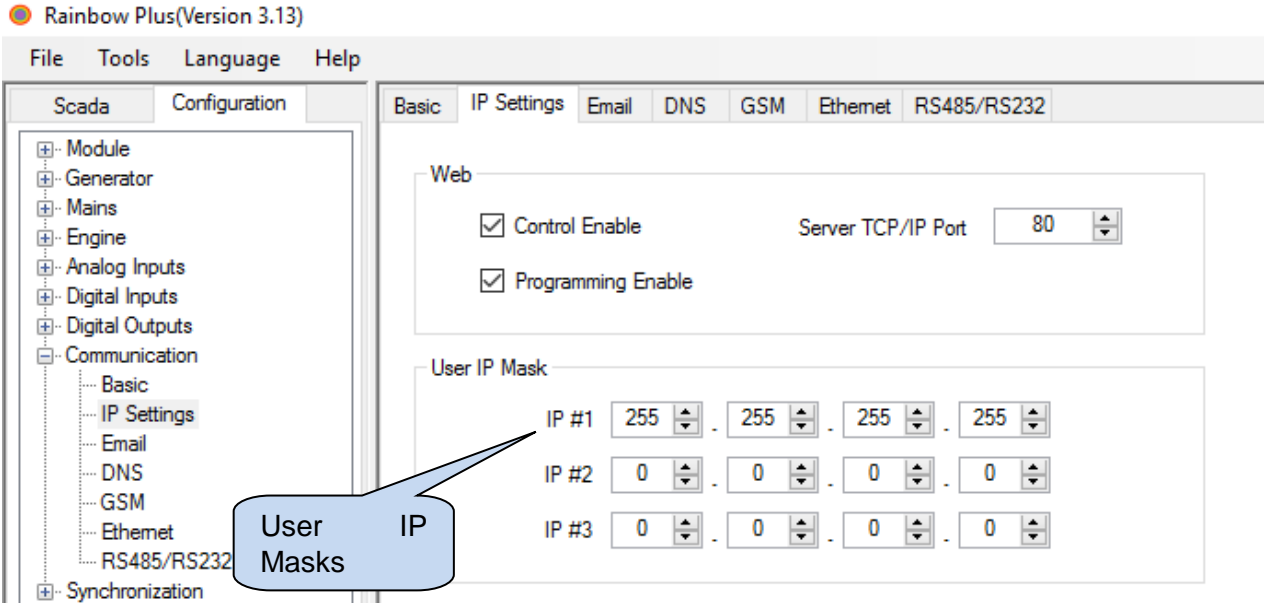 Rainbow Plus(Version 3.13)
File Tools Language Help
Scada Configuration
Module
Generator
Mains
Engine
Analog Inputs
Digital Inputs
Digital Outputs
Communication
Basic
IP Settings
Email
DNS
GSM
Ethernet
RS485/RS232
Synchronization
Basic IP Settings Email DNS GSM Ethernet RS485/RS232
Web
Control Enable Server TCP/IP Port 80
Programming Enable
User IP Mask
IP #1 255 . 255 . 255 . 255
IP #2 0 . 0 . 0 . 0
IP #3 0 . 0 . 0 . 0
User IP
Masks